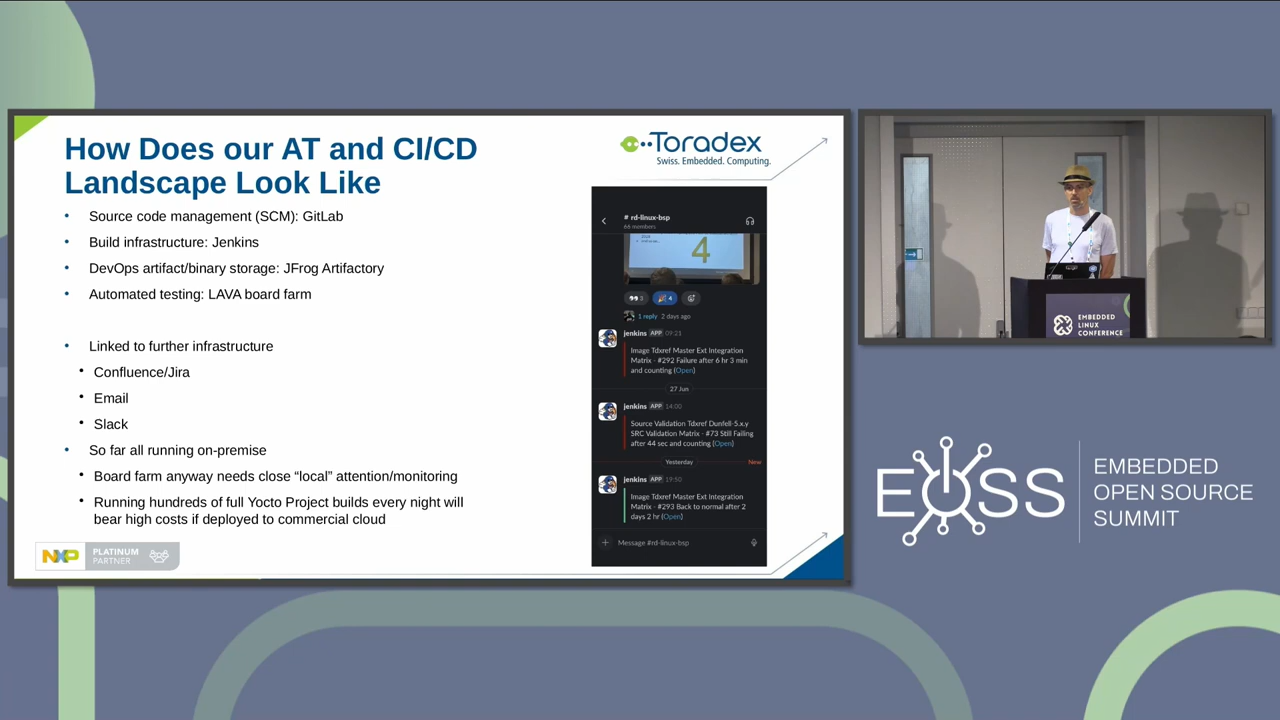 How Does our AT and CI/CD
Landscape Look Like
Toradex
Swiss. Embedded. Computing.
• Source code management (SCM): GitLab
• Build infrastructure: Jenkins
• DevOps artifact/binary storage: JFrog Artifactory
• Automated testing: LAVA board farm
• Linked to further infrastructure
• Confluence/Jira
• Email
• Slack
• So far all running on-premise
• Board farm anyway needs close “local” attention/monitoring
• Running hundreds of full Yocto Project builds every night will
bear high costs if deployed to commercial cloud
NXP PLATINUM
PARTNER
# rd-linux-bsp
66 members
4
3
4
1 reply 2 days ago
jenkins APP 09:21
Image Tdxref Master Ext Integration
Matrix - #292 Failure after 6 hr 3 min
and counting (Open)
27 Jun
jenkins APP 14:00
Source Validation Tdxref Dunfell-5.x.y
SRC Validation Matrix - #73 Still Failing
after 44 sec and counting (Open)
Yesterday New
jenkins APP 19:50
Image Tdxref Master Ext Integration
Matrix - #293 Back to normal after 2
days 2 hr (Open)
Message #rd-linux-bsp
EMBEDDED
LINUX
CONFERENCE
EOSS
EMBEDDED
OPEN SOURCE
SUMMIT